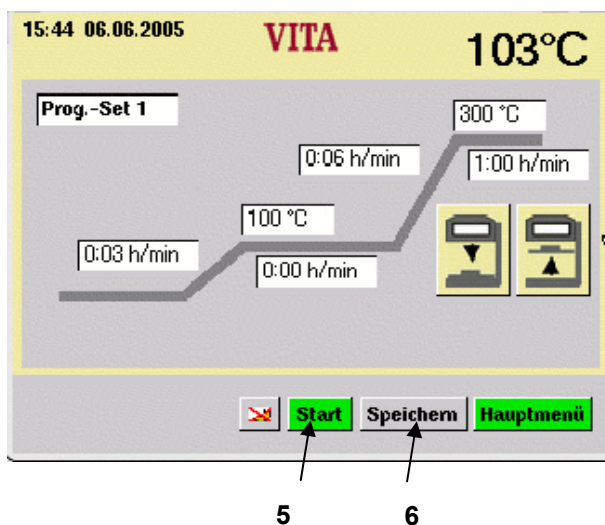 15:44 06.06.2005 VITA 103°C
Prog.-Set 1
300 °C
0:06 h/min
1:00 h/min
100 °C
0:03 h/min
0:00 h/min
Start Speichern Hauptmenü
5 6